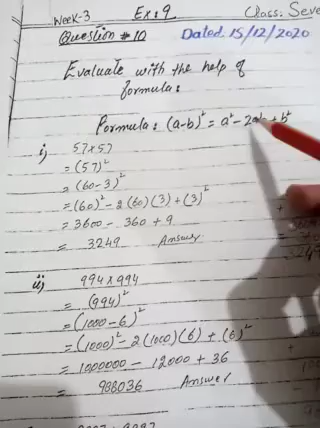 Week-3 Ex: 9 Class: Seve
Question # 10 Dated. 15/12/2020
Evaluate with the help of
formula:
Formula: (a-b)² = a² - 2ab + b²
i) 57×57
= (57)²
= (60-3)²
= (60)² - 2(60)(3) + (3)²
= 3600 - 360 + 9
= 3249 Answer
ii) 994×994
= (994)²
= (1000-6)²
= (1000)² - 2(1000)(6) + (6)²
= 1000000 - 12000 + 36
= 988036 Answer